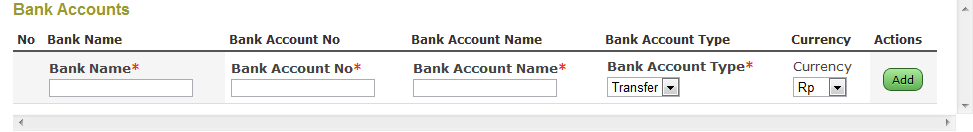 Bank Accounts
No Bank Name Bank Account No Bank Account Name Bank Account Type Currency Actions
Bank Name* Bank Account No* Bank Account Name* Bank Account Type* Currency
Transfer Rp Add